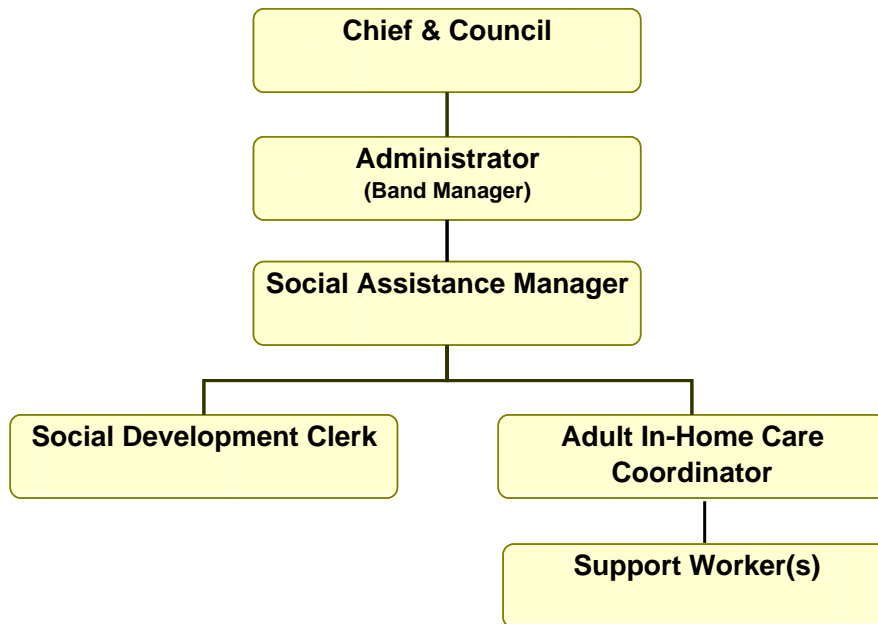 Chief & Council
Administrator
(Band Manager)
Social Assistance Manager
Social Development Clerk
Adult In-Home Care
Coordinator
Support Worker(s)